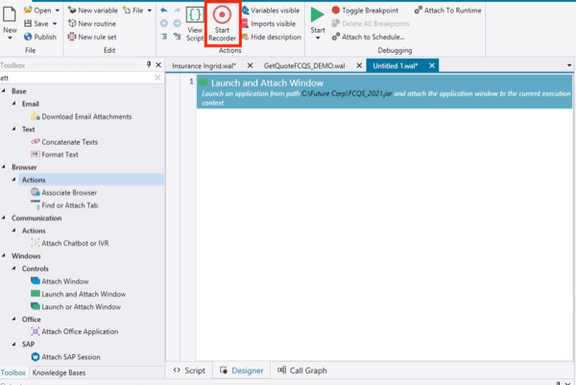 New
Open
Save
Publish
File
New variable
File
New routine
New rule set
Edit
View
Script
Start
Recorder
Variables visible
Imports visible
Hide description
Actions
Start
Toggle Breakpoint
Attach To Runtime
Delete All Breakpoints
Attach to Schedule...
Debugging
Toolbox
att
Base
Email
Download Email Attachments
Text
Concatenate Texts
Format Text
Browser
Actions
Associate Browser
Find or Attach Tab
Communication
Actions
Attach Chatbot or IVR
Windows
Controls
Attach Window
Launch and Attach Window
Launch or Attach Window
Office
Attach Office Application
SAP
Attach SAP Session
Toolbox
Knowledge Bases
Insurance Ingrid.wal*
GetQuoteFCQS_DEMO.wal
Untitled 1.wal*
1
Launch and Attach Window
Launch an application from path C:\Future Corp\FCQS_2021.jar and attach the application window to the current execution
context
Script
Designer
Call Graph